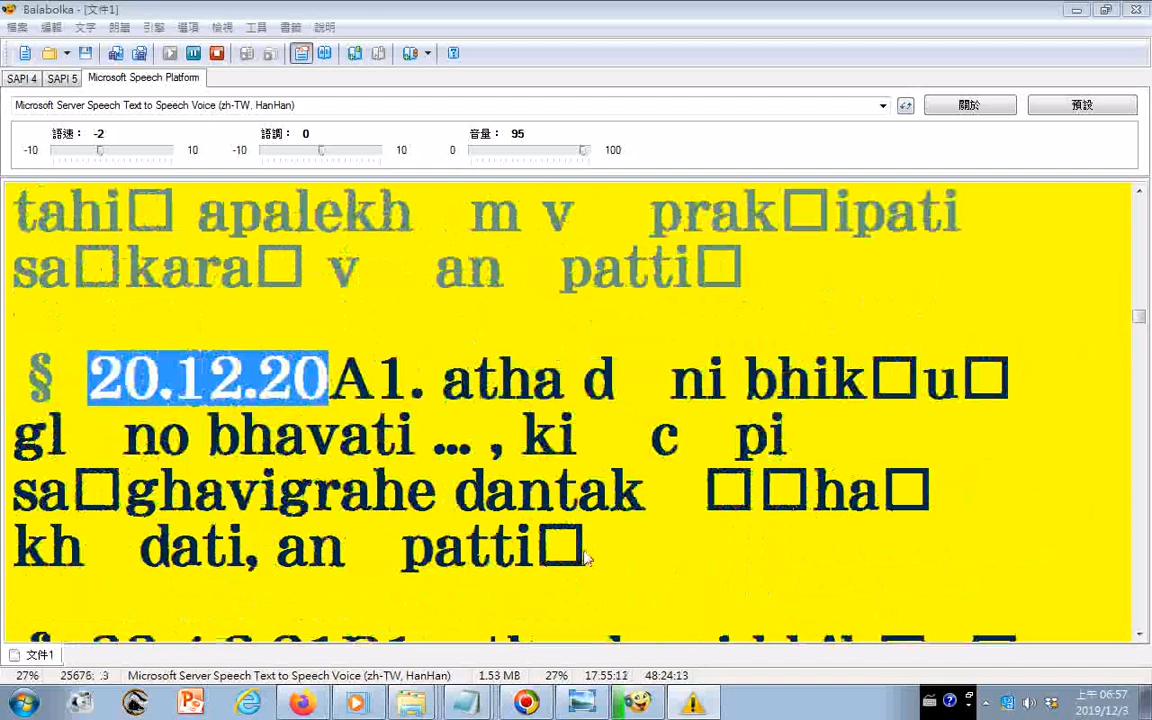 Balabolka - [文件1]
檔案 編輯 文字 朗讀 引擎 選項 檢視 工具 書籤 說明
SAPI 4 SAPI 5 Microsoft Speech Platform
Microsoft Server Speech Text to Speech Voice (zh-TW, HanHan)
關於 預設
語速： -2 語調： 0 音量： 95
-10 10 -10 10 0 100
tahi□ apalekh m v prak□ipati
sa□kara□ v an patti□
§ 20.12.20A1. atha d ni bhik□u□
gl no bhavati ... , ki c pi
sa□ghavigrahe dantak □□ha□
kh dati, an patti□
文件1
27% Microsoft Server Speech Text to Speech Voice (zh-TW, HanHan) 1.53 MB 27% 17:55:12 48:24:13
上午 06:57
2019/12/3